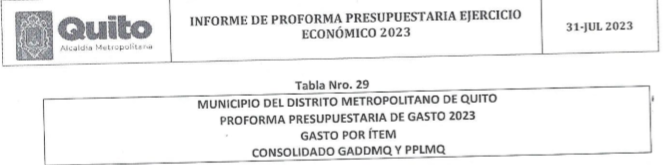 Quito
Alcaldía Metropolitana
INFORME DE PROFORMA PRESUPUESTARIA EJERCICIO
ECONÓMICO 2023
31-JUL 2023
Tabla Nro. 29
MUNICIPIO DEL DISTRITO METROPOLITANO DE QUITO
PROFORMA PRESUPUESTARIA DE GASTO 2023
GASTO POR ÍTEM
CONSOLIDADO GADDMQ Y PPLMQ